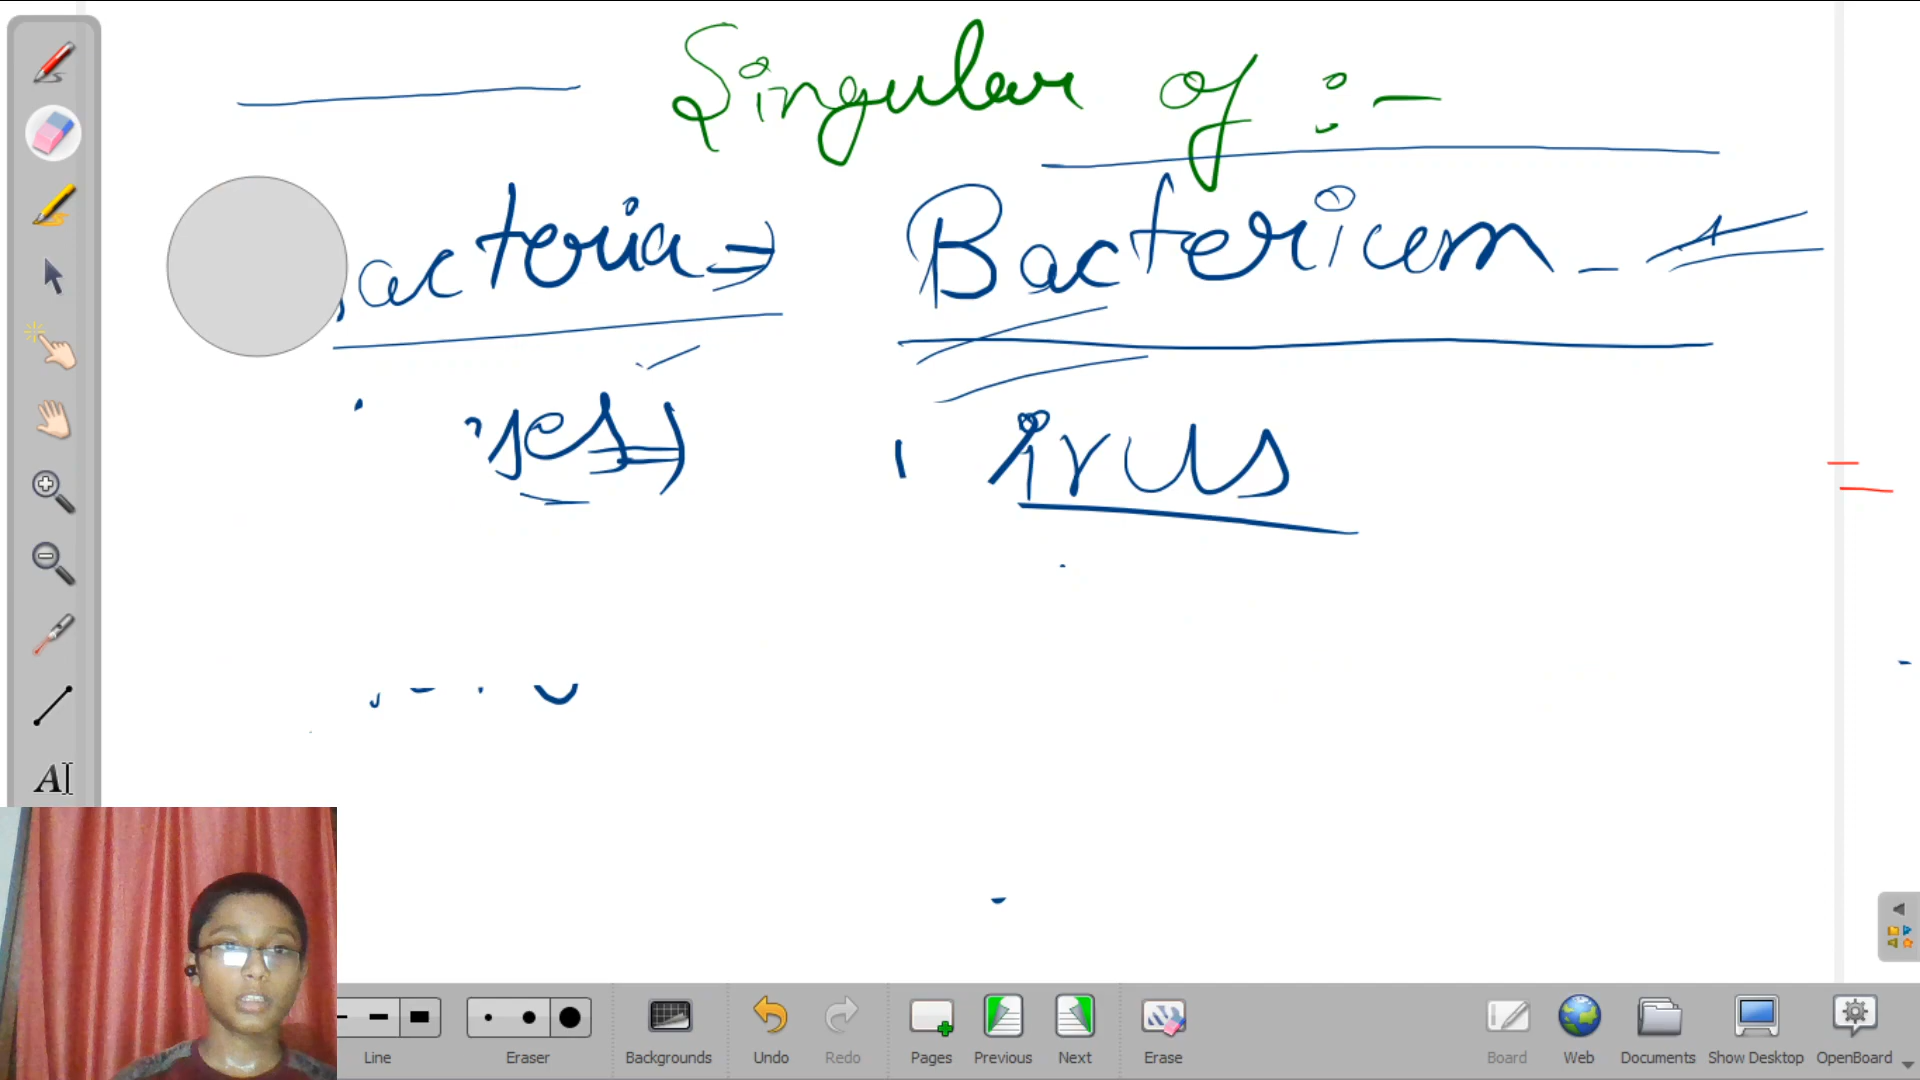 Singular of :-
acteria ⇒ Bacterium -
ses ⇒ irus
Line
Eraser
Backgrounds
Undo
Redo
Pages
Previous
Next
Erase
Board
Web
Documents
Show Desktop
OpenBoard